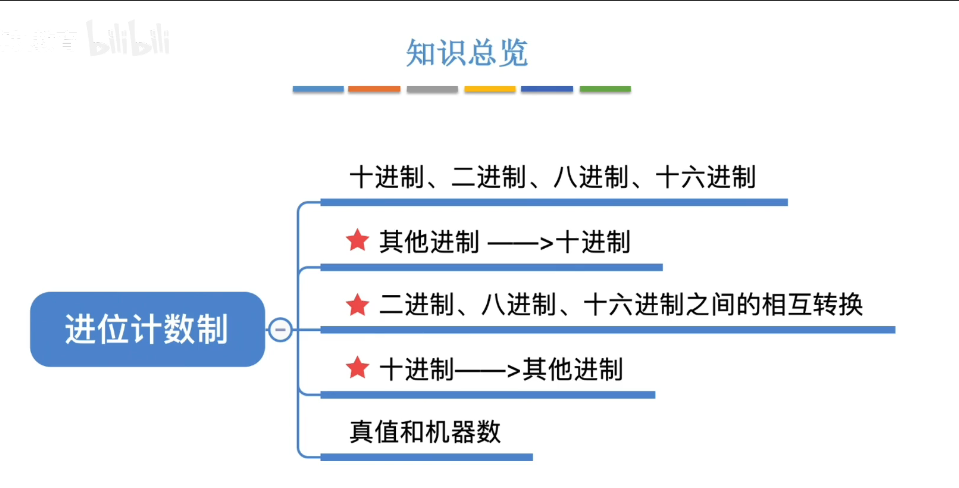 教育 bilibili
知识总览
十进制、二进制、八进制、十六进制
其他进制 ——>十进制
二进制、八进制、十六进制之间的相互转换
进位计数制
十进制——>其他进制
真值和机器数